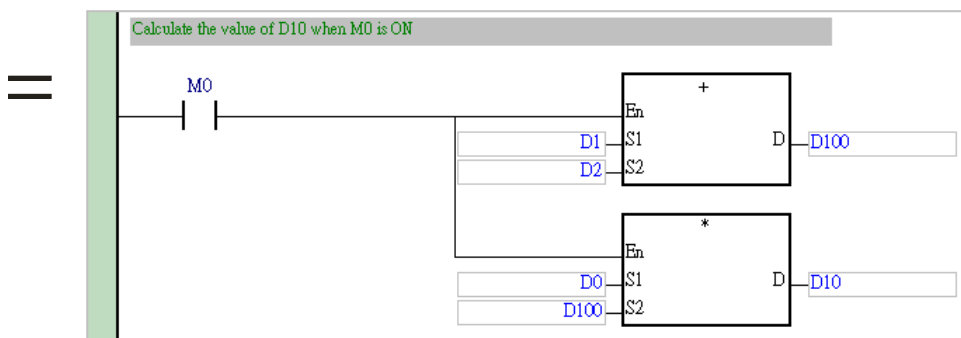 =
Calculate the value of D10 when M0 is ON
M0
+
En
D1 S1 D D100
D2 S2
*
En
D0 S1 D D10
D100 S2